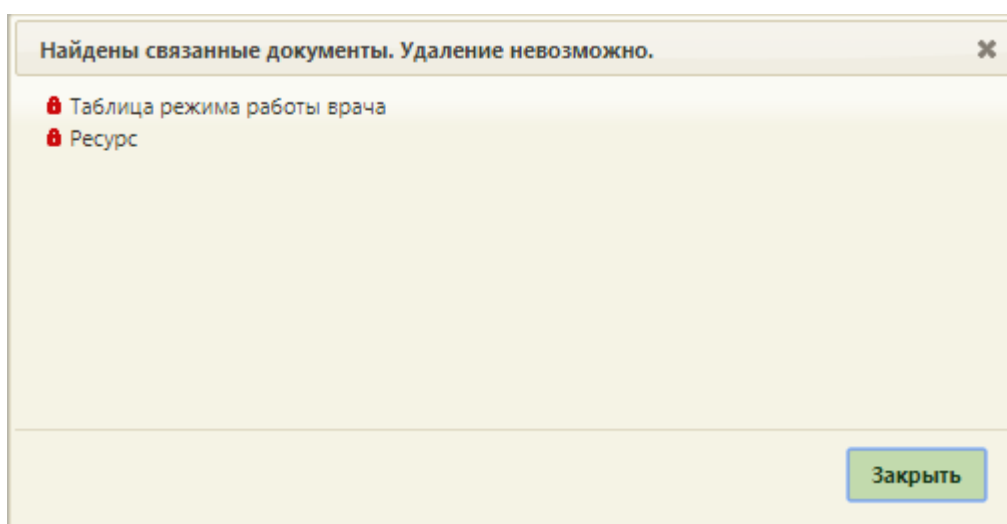 Найдены связанные документы. Удаление невозможно.
Таблица режима работы врача
Ресурс
Закрыть